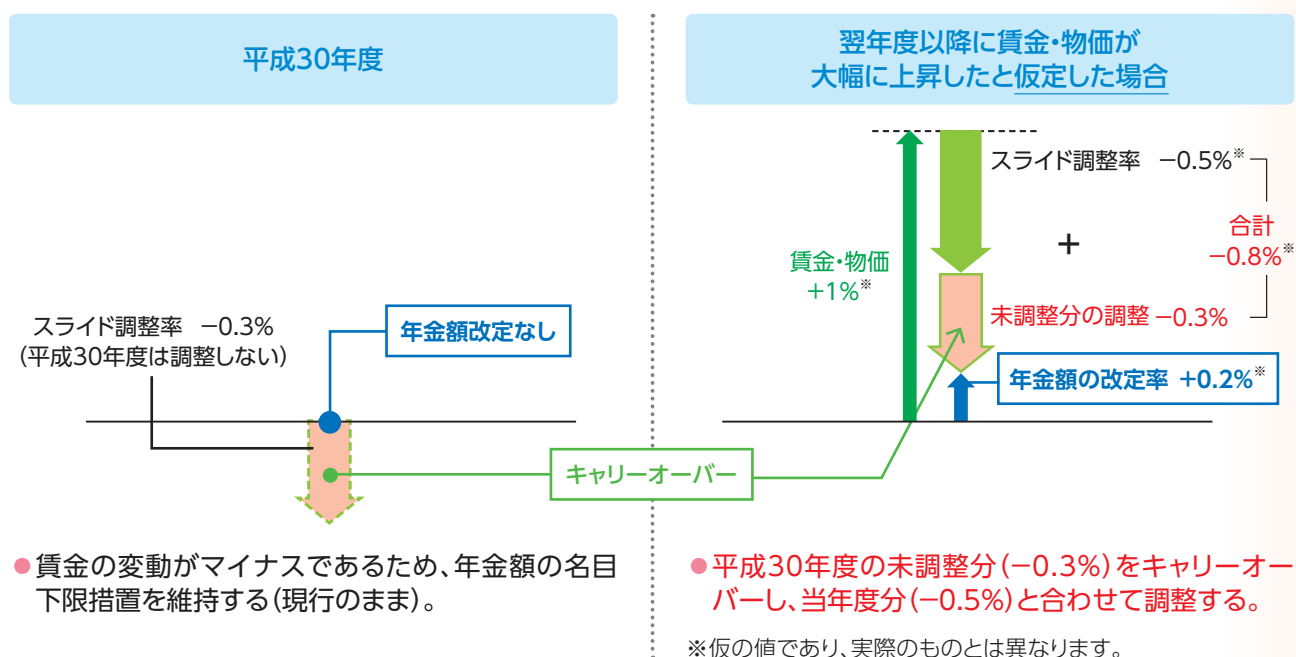 平成30年度
スライド調整率 −0.3%
(平成30年度は調整しない)
年金額改定なし
キャリーオーバー
●賃金の変動がマイナスであるため、年金額の名目
下限措置を維持する(現行のまま)。
翌年度以降に賃金・物価が
大幅に上昇したと仮定した場合
スライド調整率 −0.5%※
+
合計
−0.8%※
賃金・物価
+1%※
未調整分の調整 −0.3%
年金額の改定率 +0.2%※
●平成30年度の未調整分(−0.3%)をキャリーオー
バーし、当年度分(−0.5%)と合わせて調整する。
※仮の値であり、実際のものとは異なります。